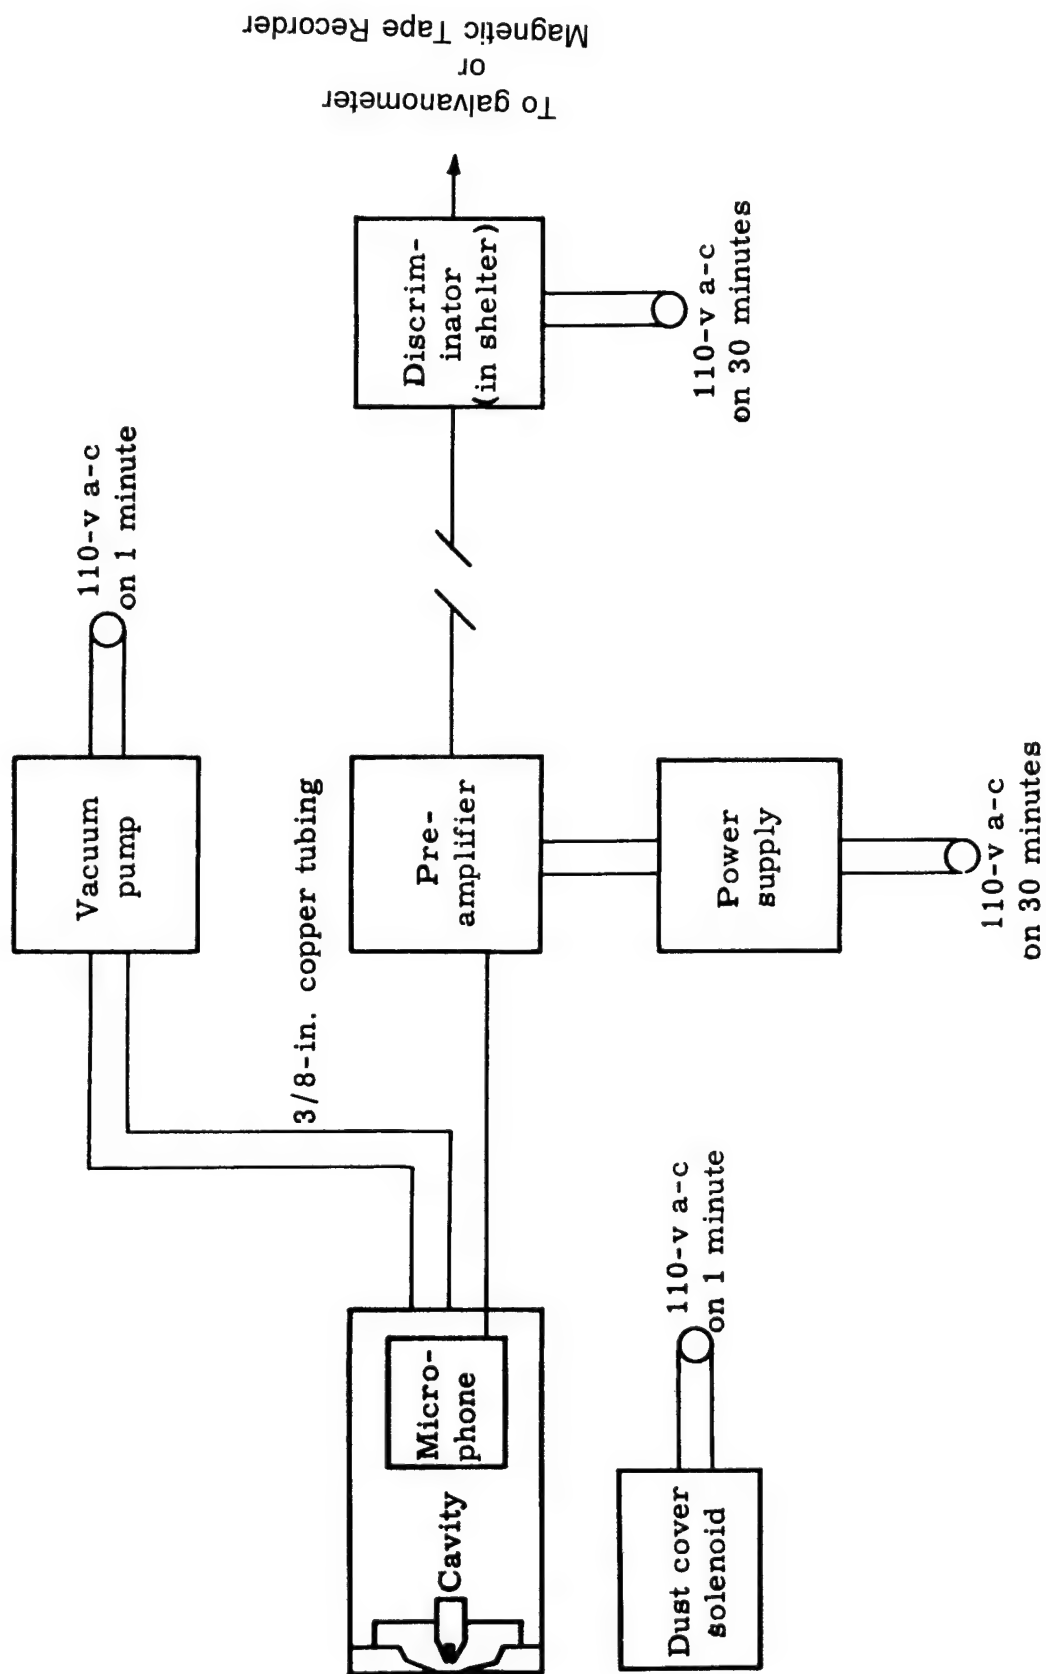 Vacuum
pump
110-v a-c
on 1 minute
3/8-in. copper tubing
Cavity
Micro-
phone
Pre-
amplifier
Discrim-
inator
(in shelter)
To galvanometer
or
Magnetic Tape Recorder
110-v a-c
on 30 minutes
Power
supply
110-v a-c
on 30 minutes
Dust cover
solenoid
110-v a-c
on 1 minute